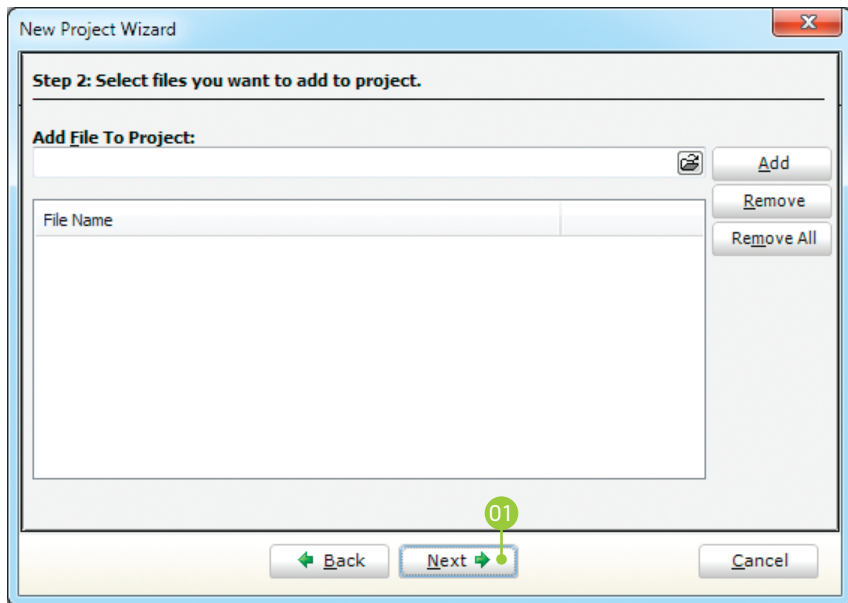 New Project Wizard
Step 2: Select files you want to add to project.
Add File To Project:
Add
Remove
File Name
Remove All
01
Back
Next
Cancel